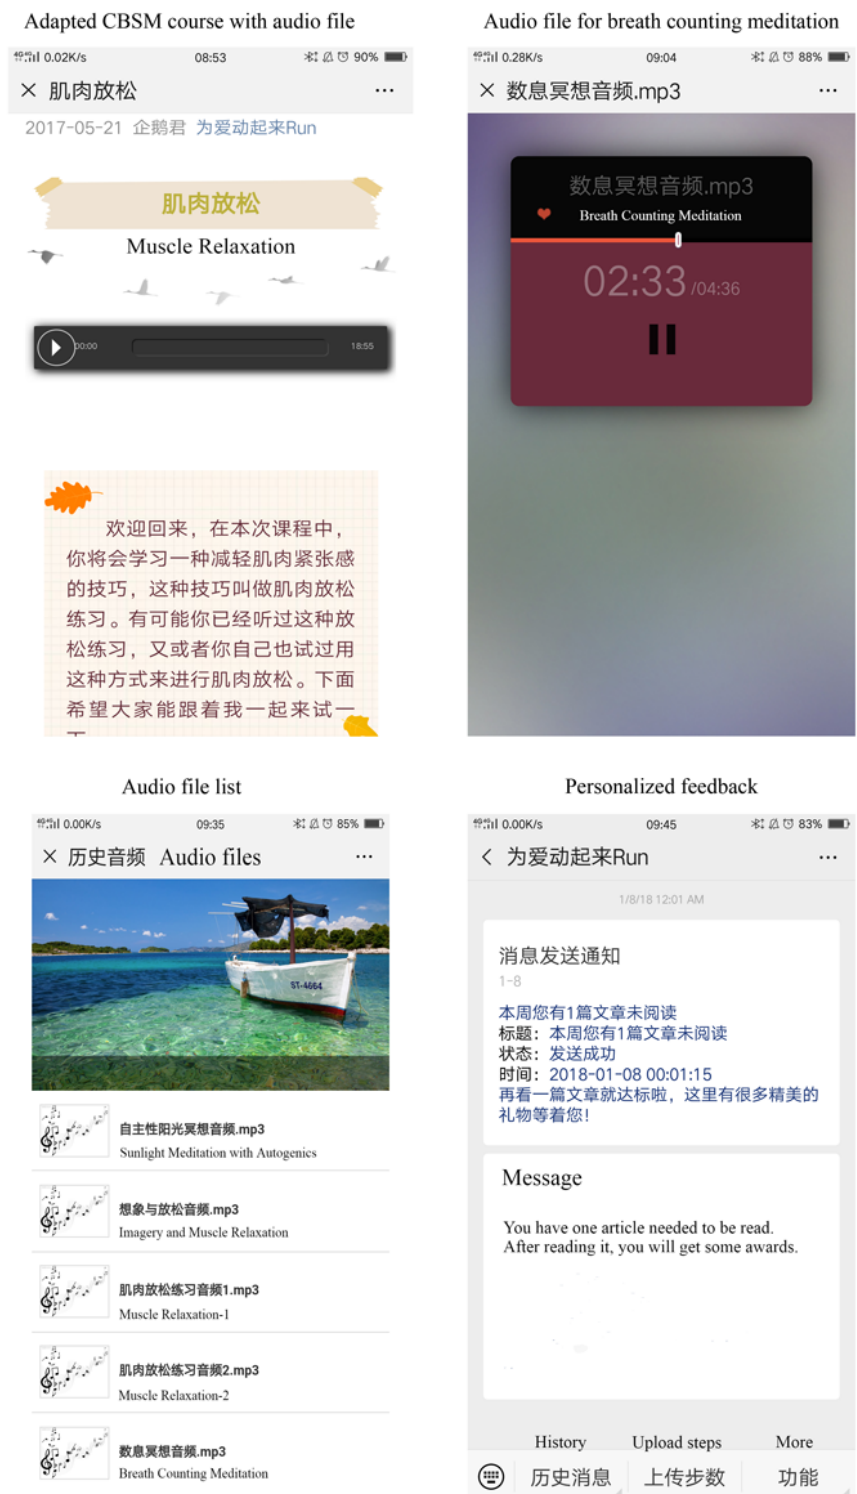 Adapted CBSM course with audio file
0.02K/s 08:53 90%
肌肉放松
2017-05-21 企鹅君 为爱动起来Run
肌肉放松
Muscle Relaxation
00:00 18:55
欢迎回来，在本次课程中，
你将会学习一种减轻肌肉紧张感
的技巧，这种技巧叫做肌肉放松
练习。有可能你已经听过这种放
松练习，又或者你自己也试过用
这种方式来进行肌肉放松。下面
希望大家能跟着我一起来试一
Audio file for breath counting meditation
0.28K/s 09:04 88%
数息冥想音频.mp3
数息冥想音频.mp3
Breath Counting Meditation
02:33 /04:36
Audio file list
0.00K/s 09:35 85%
历史音频 Audio files
ST-4664
自主性阳光冥想音频.mp3
Sunlight Meditation with Autogenics
想象与放松音频.mp3
Imagery and Muscle Relaxation
肌肉放松练习音频1.mp3
Muscle Relaxation-1
肌肉放松练习音频2.mp3
Muscle Relaxation-2
数息冥想音频.mp3
Breath Counting Meditation
Personalized feedback
0.00K/s 09:45 83%
为爱动起来Run
1/8/18 12:01 AM
消息发送通知
1-8
本周您有1篇文章未阅读
标题：本周您有1篇文章未阅读
状态：发送成功
时间：2018-01-08 00:01:15
再看一篇文章就达标啦，这里有很多精美的
礼物等着您！
Message
You have one article needed to be read.
After reading it, you will get some awards.
History Upload steps More
历史消息 上传步数 功能